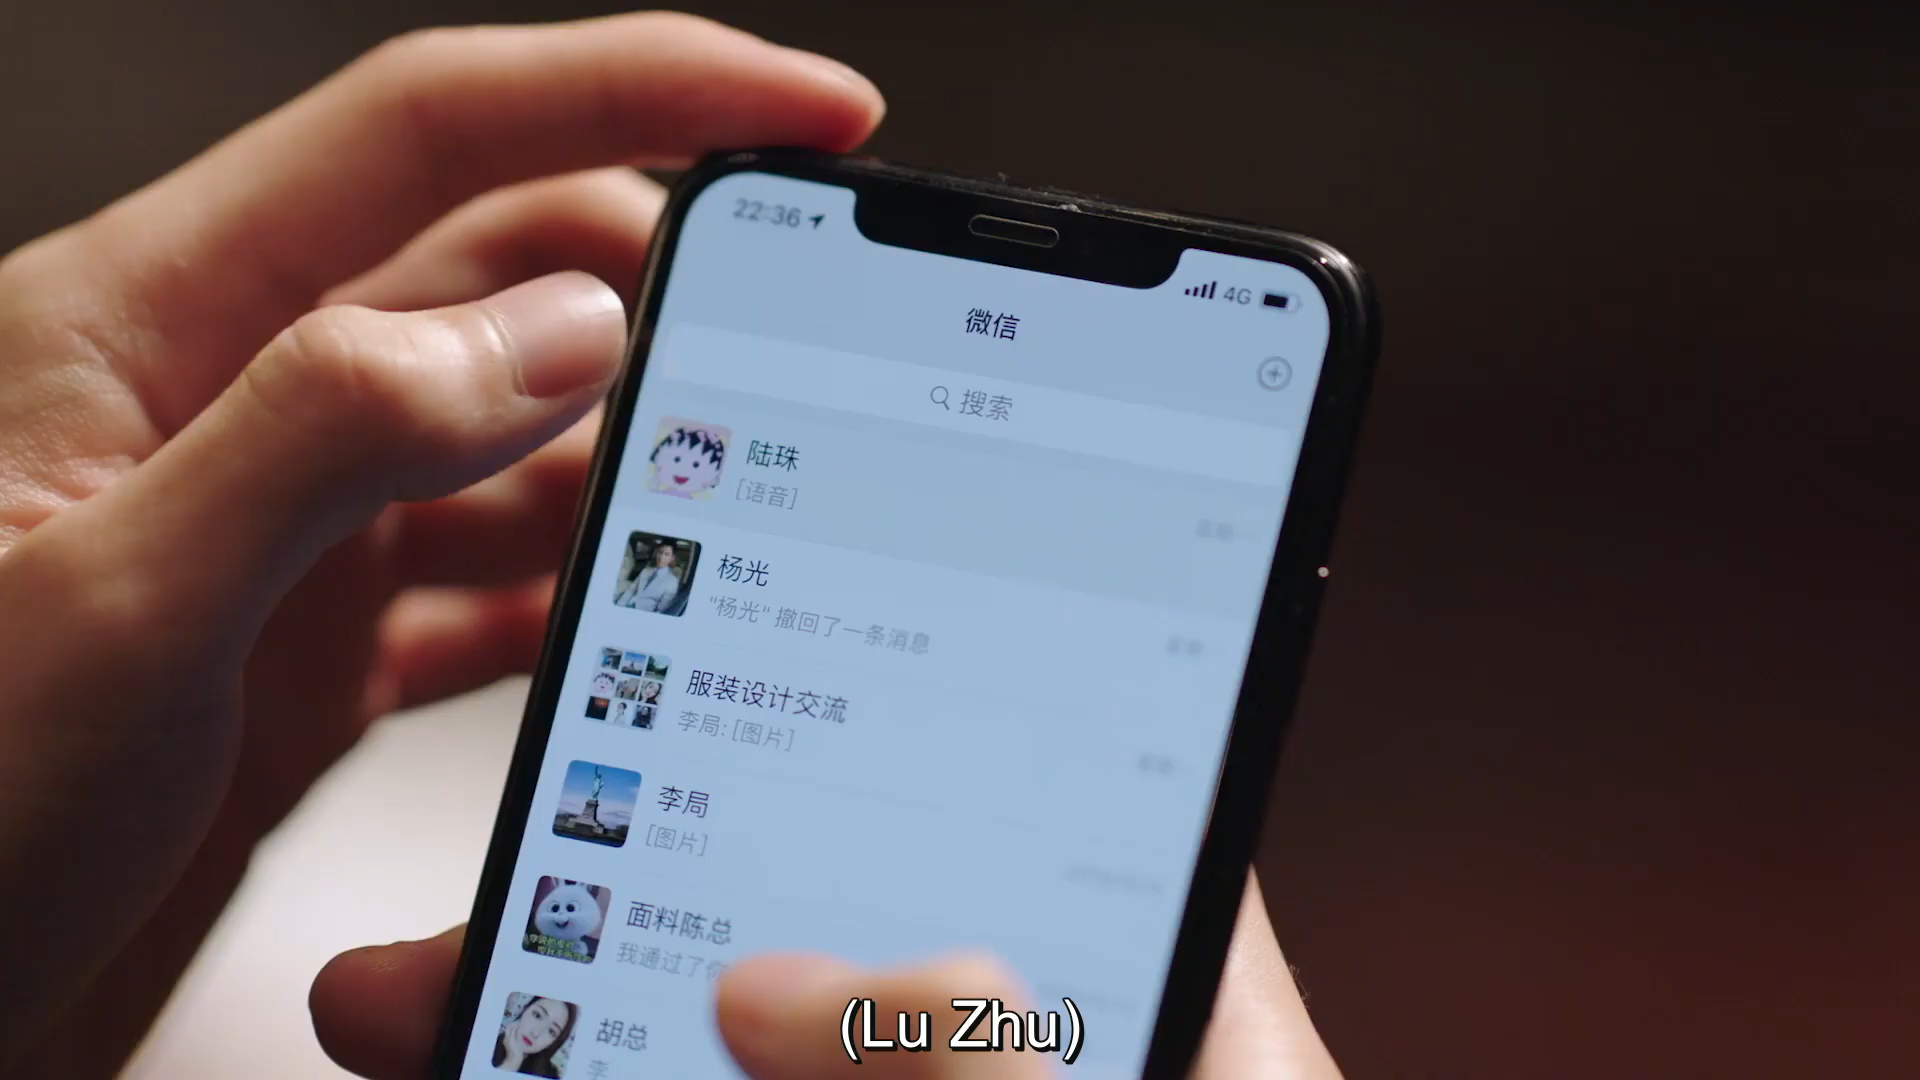 22:36
4G
微信
搜索
陆珠
[语音]
杨光
"杨光" 撤回了一条消息
服装设计交流
李局: [图片]
李局
[图片]
面料陈总
我通过了你
胡总
李
(Lu Zhu)